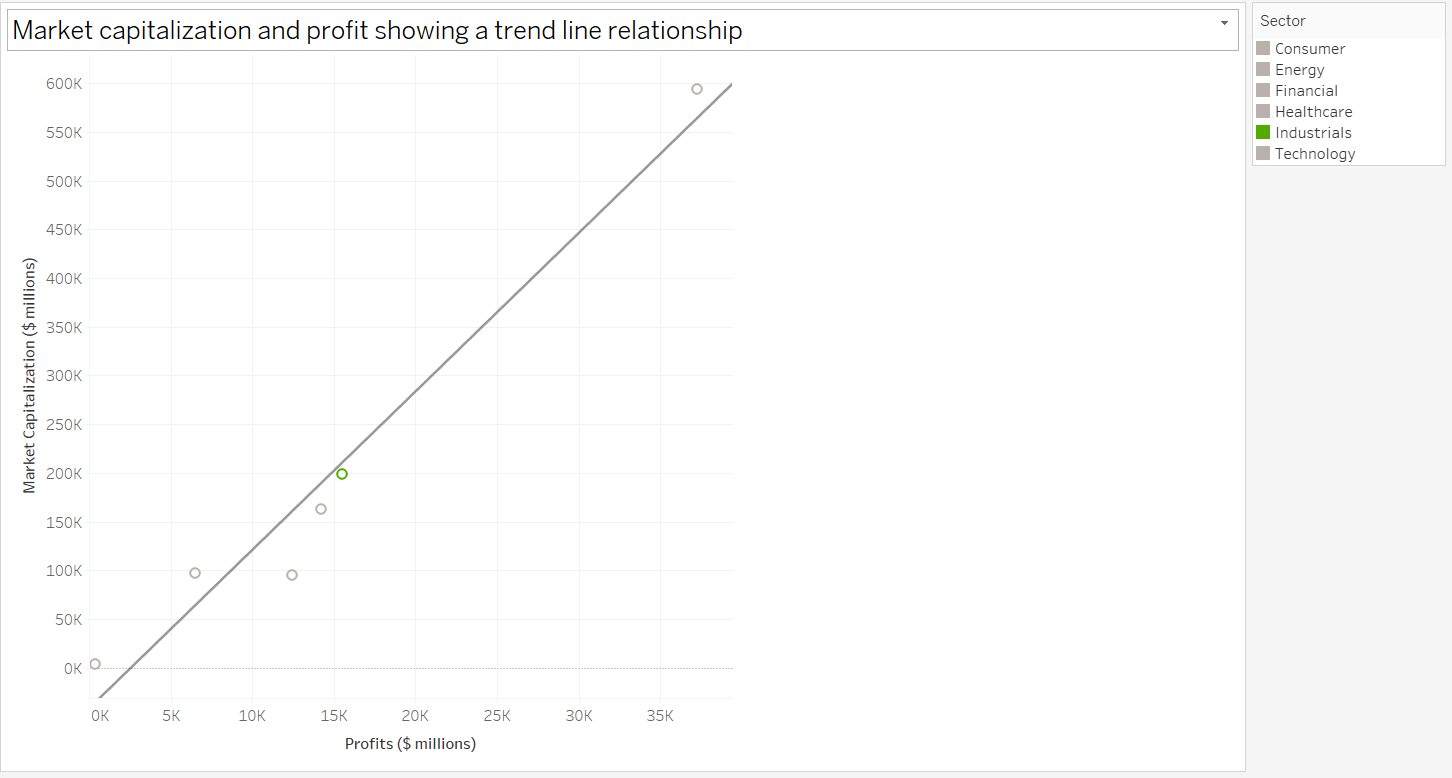 Market capitalization and profit showing a trend line relationship
Sector
Consumer
Energy
Financial
Healthcare
Industrials
Technology
Market Capitalization ($ millions)
600K
550K
500K
450K
400K
350K
300K
250K
200K
150K
100K
50K
0K
0K 5K 10K 15K 20K 25K 30K 35K
Profits ($ millions)